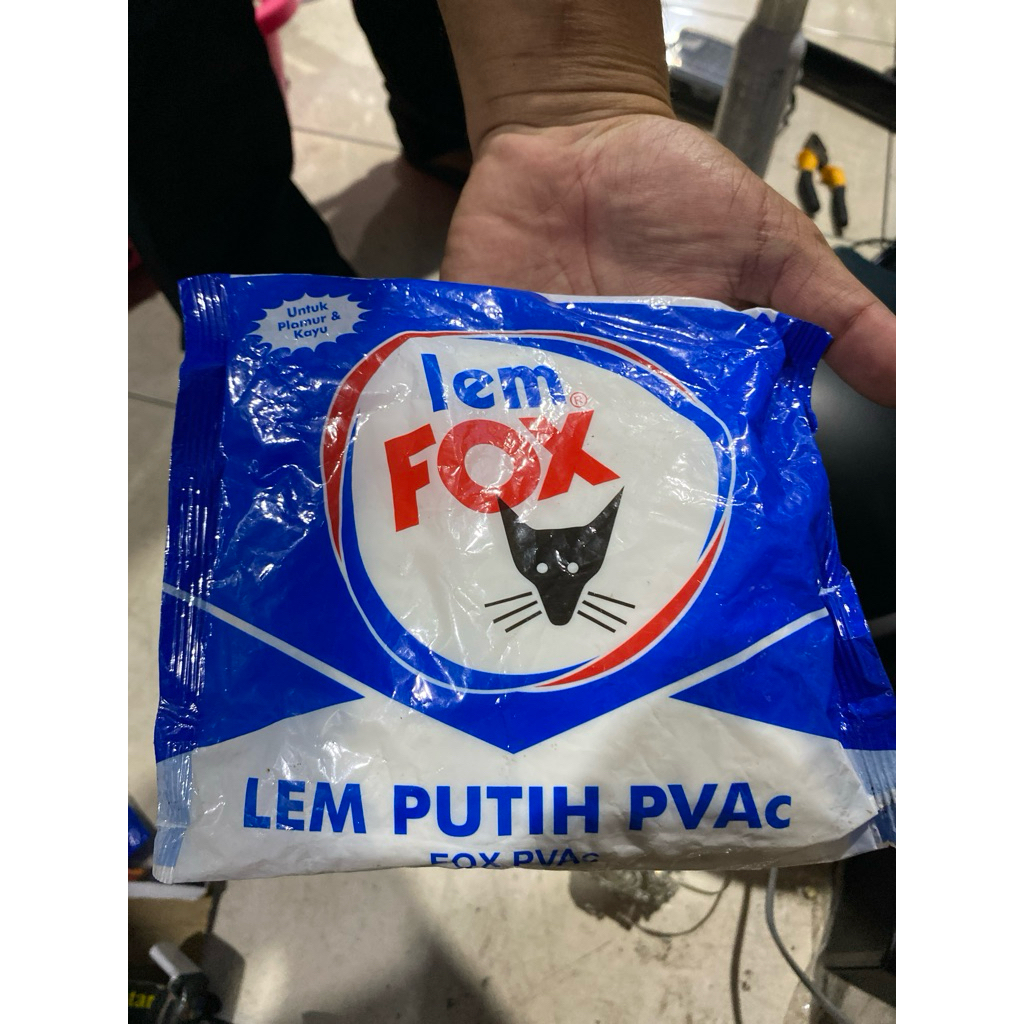 Untuk
Plamur &
Kayu
lem
FOX®
LEM PUTIH PVAc
FOX PVAc